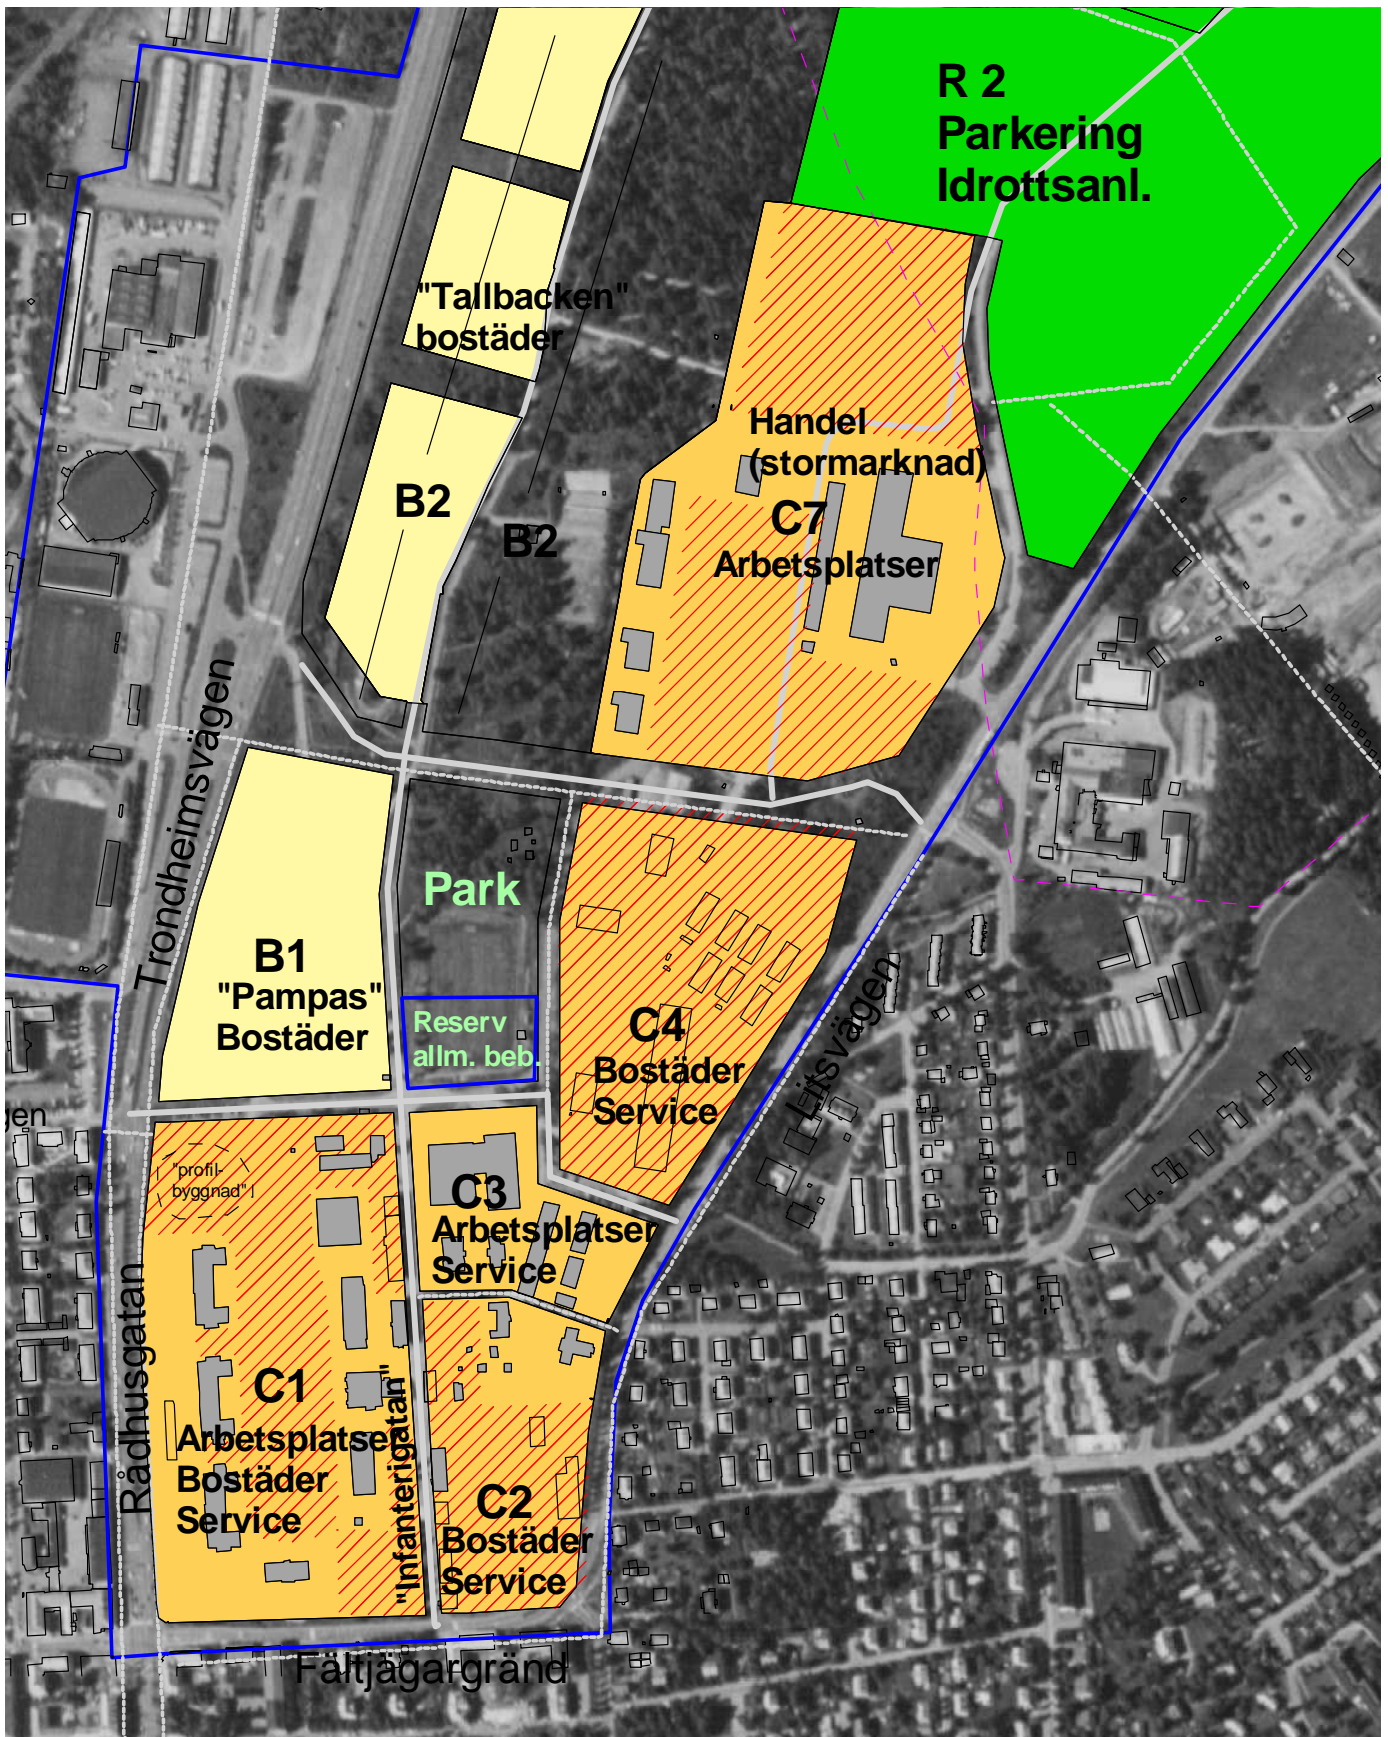 R 2
Parkering
Idrottsanl.
"Tallbacken"
bostäder
Handel
(stormarknad)
C7
Arbetsplatser
B2
B2
Trondheimsvägen
Park
B1
"Pampas"
Bostäder
Reserv
allm. beb.
C4
Bostäder
Service
Litsvägen
gen
"profil-
byggnad"
C3
Arbetsplatser
Service
Rådhusgatan
C1
Arbetsplatser
Bostäder
Service
"Infanterigatan"
C2
Bostäder
Service
Fältjägargränd